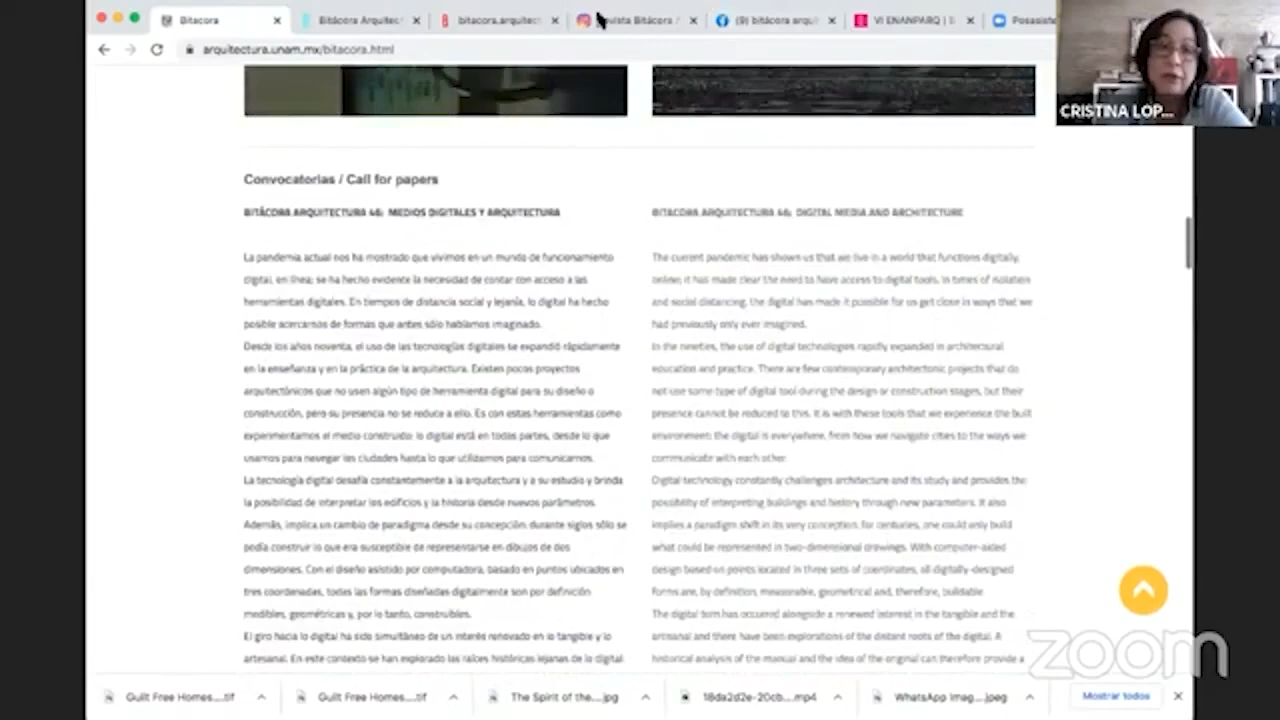 Bitacora
Bitácora Arquitec
bitacora.arquitect
vista Bitácora /
(9) bitácora arqu
VI ENANPARQ |
Posasiste
arquitectura.unam.mx/bitacora.html
CRISTINA LOP...
Convocatorias / Call for papers
BITÁCORA ARQUITECTURA 46: MEDIOS DIGITALES Y ARQUITECTURA
La pandemia actual nos ha mostrado que vivimos en un mundo de funcionamiento
digital, en línea; se ha hecho evidente la necesidad de contar con acceso a las
herramientas digitales. En tiempos de distancia social y lejanía, lo digital ha hecho
posible acercarnos de formas que antes sólo habíamos imaginado.
Desde los años noventa, el uso de las tecnologías digitales se expandió rápidamente
en la enseñanza y en la práctica de la arquitectura. Existen pocos proyectos
arquitectónicos que no usen algún tipo de herramienta digital para su diseño o
construcción, pero su presencia no se reduce a ello. Es con estas herramientas como
experimentamos el medio construido: lo digital está en todas partes, desde lo que
usamos para navegar las ciudades hasta lo que utilizamos para comunicarnos.
La tecnología digital desafía constantemente a la arquitectura y a su estudio y brinda
la posibilidad de interpretar los edificios y la historia desde nuevos parámetros.
Además, implica un cambio de paradigma desde su concepción: durante siglos sólo se
podía construir lo que era susceptible de representarse en dibujos de dos
dimensiones. Con el diseño asistido por computadora, basado en puntos ubicados en
tres coordenadas, todas las formas diseñadas digitalmente son por definición
medibles, geométricas y, por lo tanto, construibles.
El giro hacia lo digital ha sido simultáneo de un interés renovado en lo tangible y lo
artesanal. En este contexto se han explorado las raíces históricas lejanas de lo digital.
BITACORA ARQUITECTURA 46: DIGITAL MEDIA AND ARCHITECTURE
The current pandemic has shown us that we live in a world that functions digitally,
online; it has made clear the need to have access to digital tools. In times of isolation
and social distancing, the digital has made it possible for us get close in ways that we
had previously only ever imagined.
In the nineties, the use of digital technologies rapidly expanded in architectural
education and practice. There are few contemporary architectonic projects that do
not use some type of digital tool during the design or construction stages, but their
presence cannot be reduced to this. It is with these tools that we experience the built
environment: the digital is everywhere, from how we navigate cities to the ways we
communicate with each other.
Digital technology constantly challenges architecture and its study and provides the
possibility of interpreting buildings and history through new parameters. It also
implies a paradigm shift in its very conception: for centuries, one could only build
what could be represented in two-dimensional drawings. With computer-aided
design based on points located in three sets of coordinates, all digitally-designed
forms are, by definition, measurable, geometrical and, therefore, buildable.
The digital turn has occured alongside a renewed interest in the tangible and the
artisanal and there have been explorations of the distant roots of the digital. A
historical analysis of the manual and the idea of the original can therefore provide a
zoom
Guilt Free Homes....tif
Guilt Free Homes....tif
The Spirit of the....jpg
18da2d2e-20cb....mp4
WhatsApp Imag....jpeg
Mostrar todos